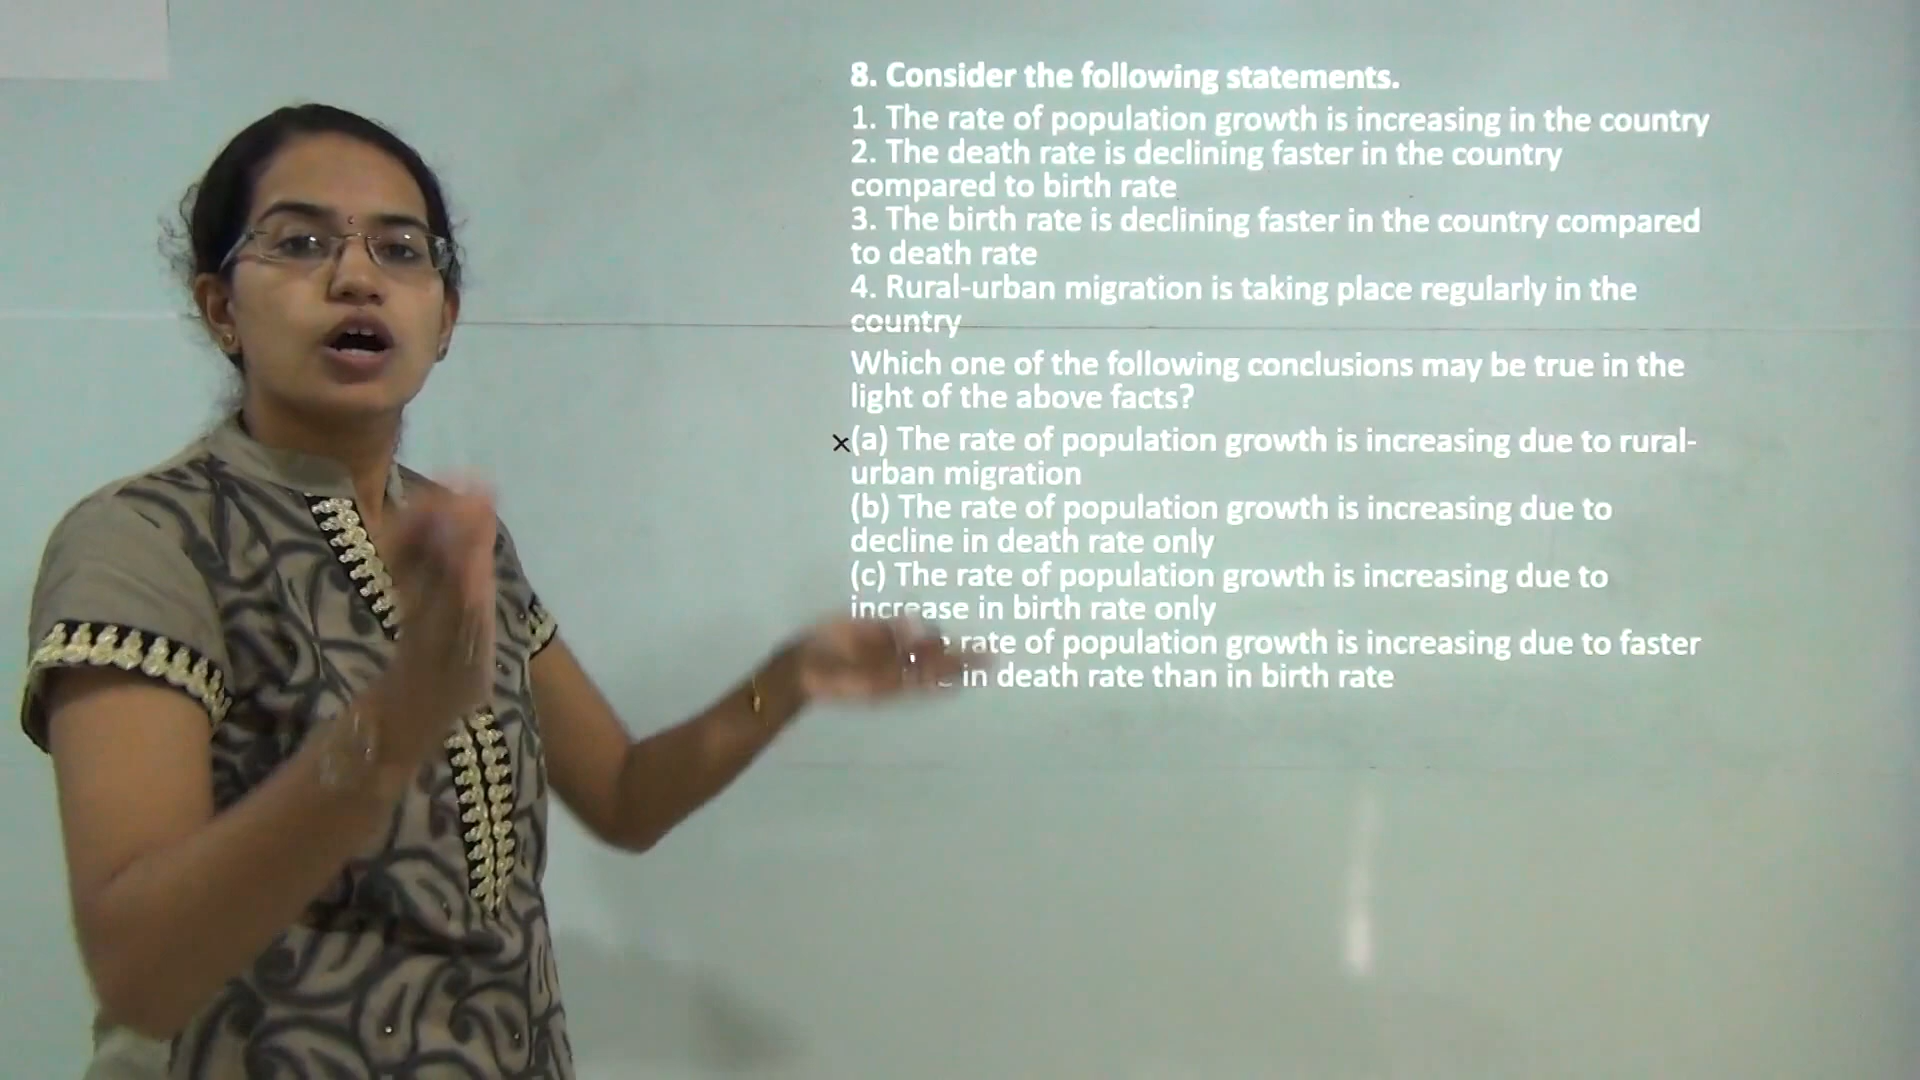 8. Consider the following statements.
1. The rate of population growth is increasing in the country
2. The death rate is declining faster in the country
compared to birth rate
3. The birth rate is declining faster in the country compared
to death rate
4. Rural-urban migration is taking place regularly in the
country
Which one of the following conclusions may be true in the
light of the above facts?
×(a) The rate of population growth is increasing due to rural-
urban migration
(b) The rate of population growth is increasing due to
decline in death rate only
(c) The rate of population growth is increasing due to
increase in birth rate only
rate of population growth is increasing due to faster
in death rate than in birth rate